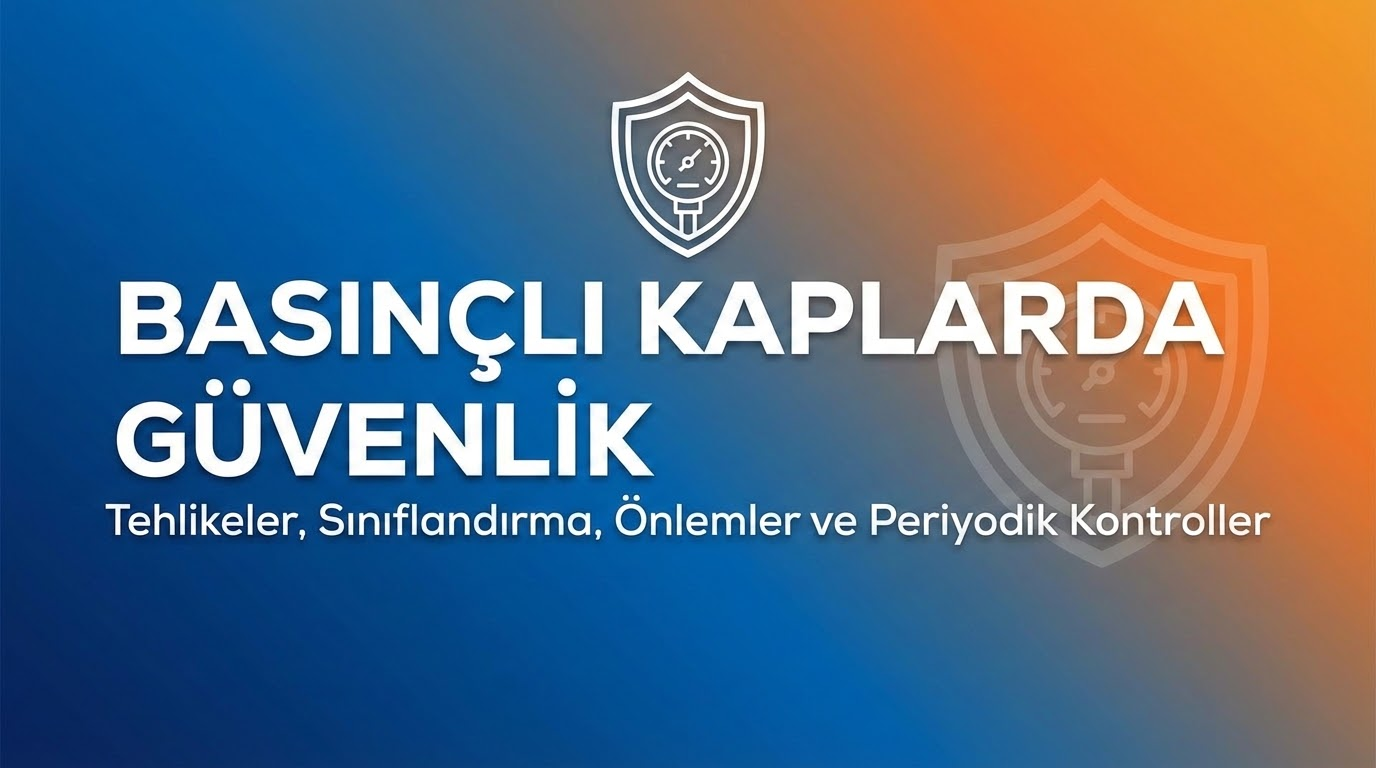 BASINÇLI KAPLARDA
GÜVENLİK
Tehlikeler, Sınıflandırma, Önlemler ve Periyodik Kontroller